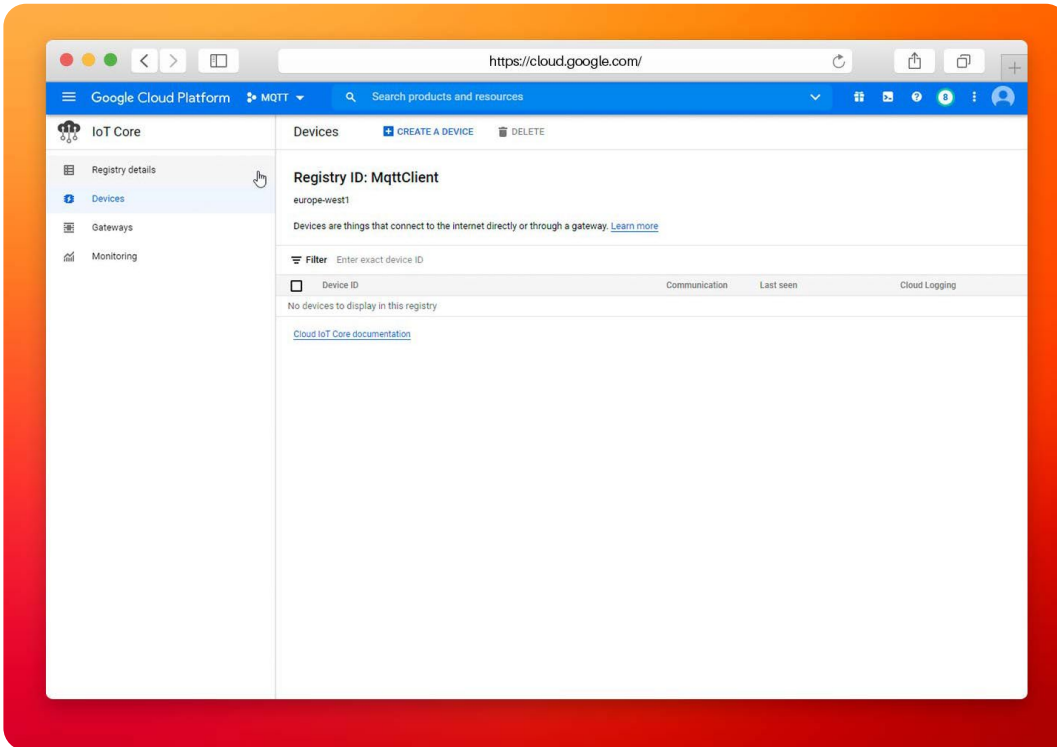 https://cloud.google.com/
Google Cloud Platform MQTT Search products and resources 8
IoT Core
Devices CREATE A DEVICE DELETE
Registry details
Devices
Gateways
Monitoring
Registry ID: MqttClient
europe-west1
Devices are things that connect to the internet directly or through a gateway. Learn more
Filter Enter exact device ID
Device ID Communication Last seen Cloud Logging
No devices to display in this registry
Cloud IoT Core documentation